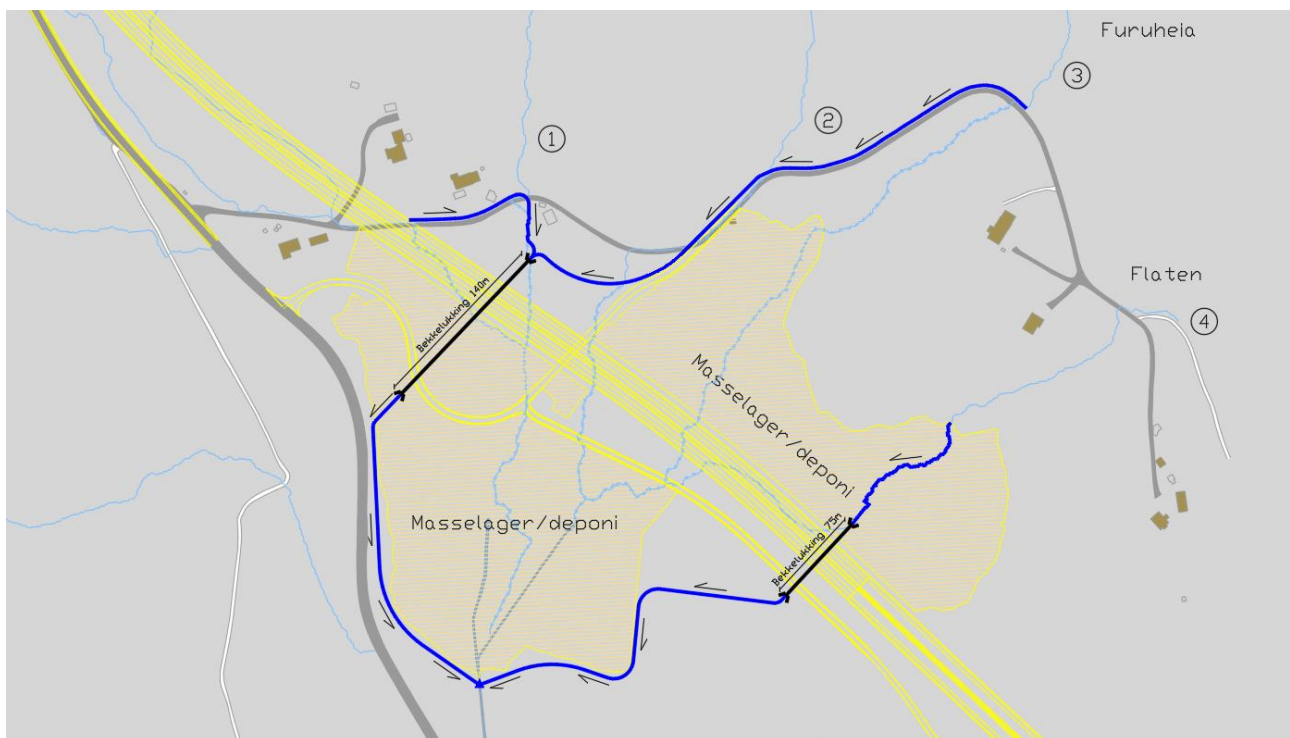 Furuheia
3
2
1
Flaten
4
Bekkelukking 140m
Masselager/deponi
Masselager/deponi
Bekkelukking 75m